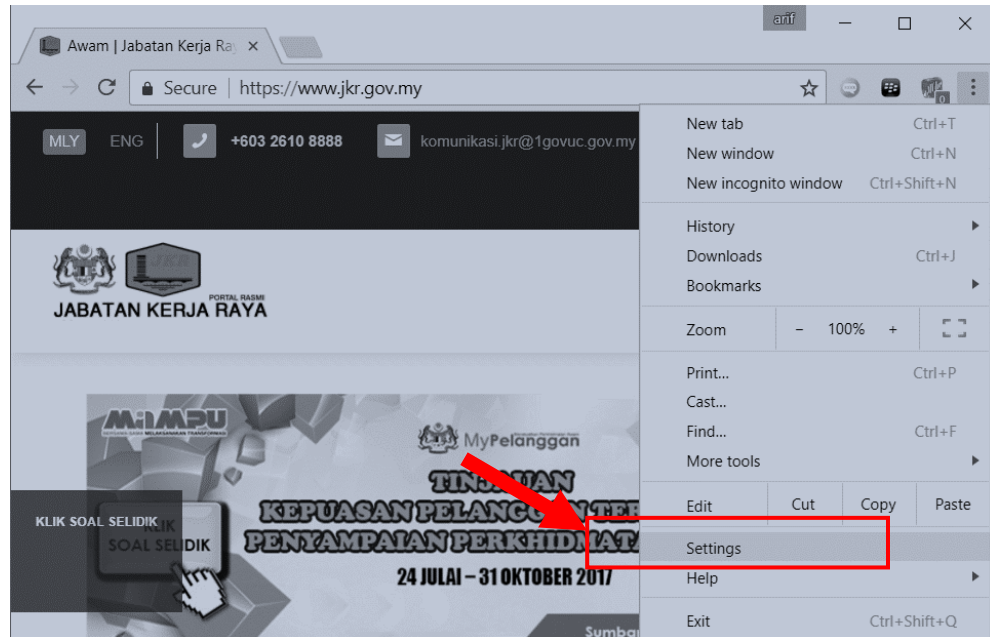 arif
Awam | Jabatan Kerja Ra
Secure https://www.jkr.gov.my
0
MLY ENG +603 2610 8888 komunikasi.jkr@1govuc.gov.my
PORTAL RASMI
JABATAN KERJA RAYA
JKR
MAMPU
MyPelanggan
TINJAUAN
KEPUASAN PELANGGAN TER
PENYAMPAIAN PERKHIDMATA
24 JULAI – 31 OKTOBER 2017
KLIK SOAL SELIDIK
KLIK
SOAL SELIDIK
Sumba
New tab Ctrl+T
New window Ctrl+N
New incognito window Ctrl+Shift+N
History
Downloads Ctrl+J
Bookmarks
Zoom – 100% +
Print... Ctrl+P
Cast...
Find... Ctrl+F
More tools
Edit Cut Copy Paste
Settings
Help
Exit Ctrl+Shift+Q